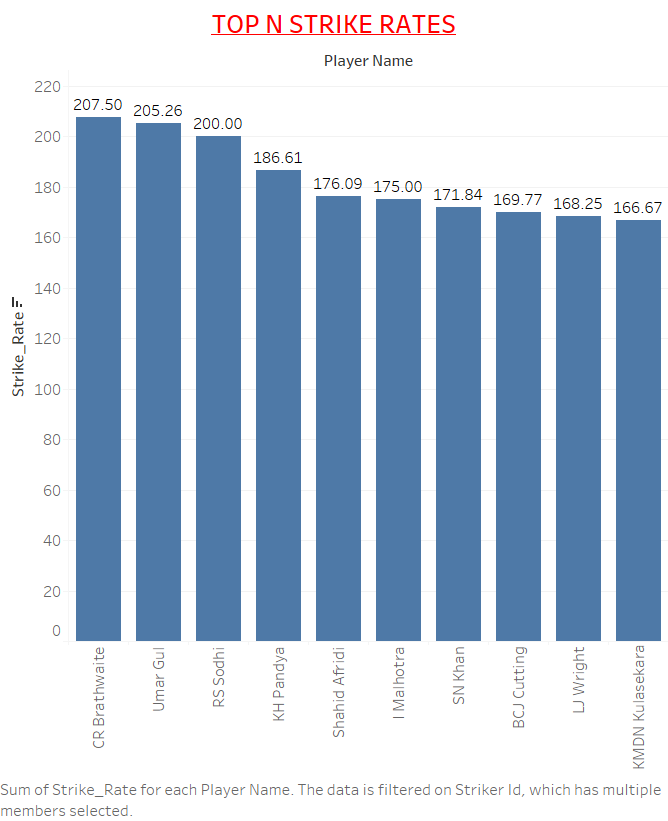 TOP N STRIKE RATES
Player Name
Strike_Rate
220
200
180
160
140
120
100
80
60
40
20
0
207.50
205.26
200.00
186.61
176.09
175.00
171.84
169.77
168.25
166.67
CR Brathwaite
Umar Gul
RS Sodhi
KH Pandya
Shahid Afridi
I Malhotra
SN Khan
BCJ Cutting
LJ Wright
KMDN Kulasekara
Sum of Strike_Rate for each Player Name. The data is filtered on Striker Id, which has multiple
members selected.